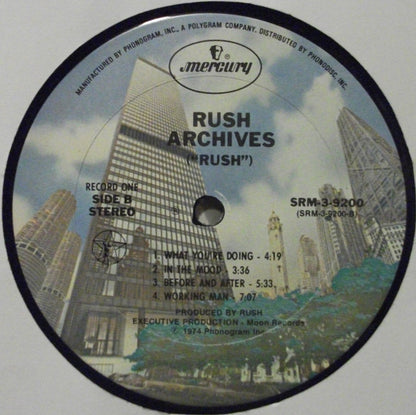 MANUFACTURED BY PHONOGRAM, INC., A POLYGRAM COMPANY, DISTRIBUTED BY PHONODISC, INC.
mercury
RUSH
ARCHIVES
("RUSH")
RECORD ONE
SIDE B
STEREO
SRM-3-9200
(SRM-3-9200-B)
1. WHAT YOU'RE DOING - 4:19
2. IN THE MOOD - 3:36
3. BEFORE AND AFTER - 5:33
4. WORKING MAN - 7:07
PRODUCED BY RUSH
EXECUTIVE PRODUCTION - Moon Records
℗ 1974 Phonogram Inc.